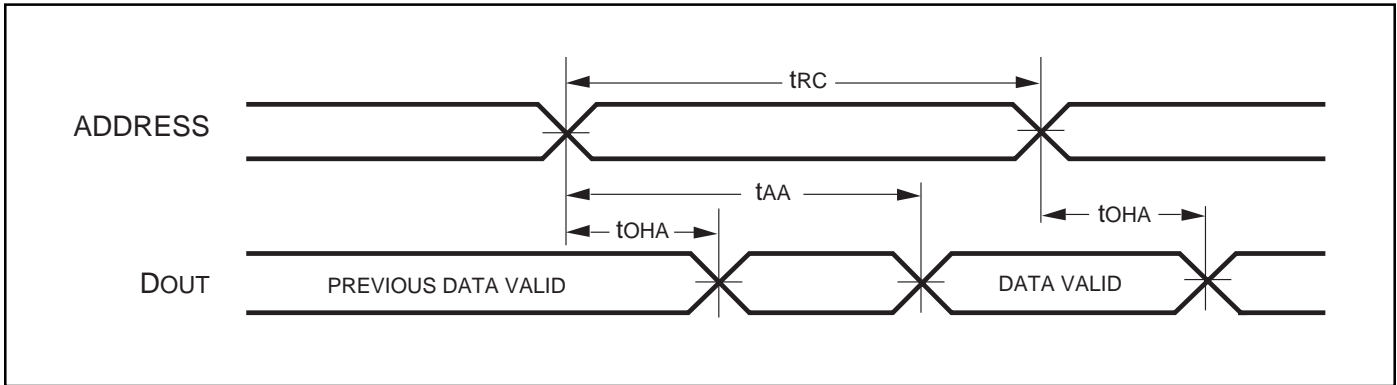 tRC
ADDRESS
tAA
tOHA
tOHA
DOUT
PREVIOUS DATA VALID
DATA VALID